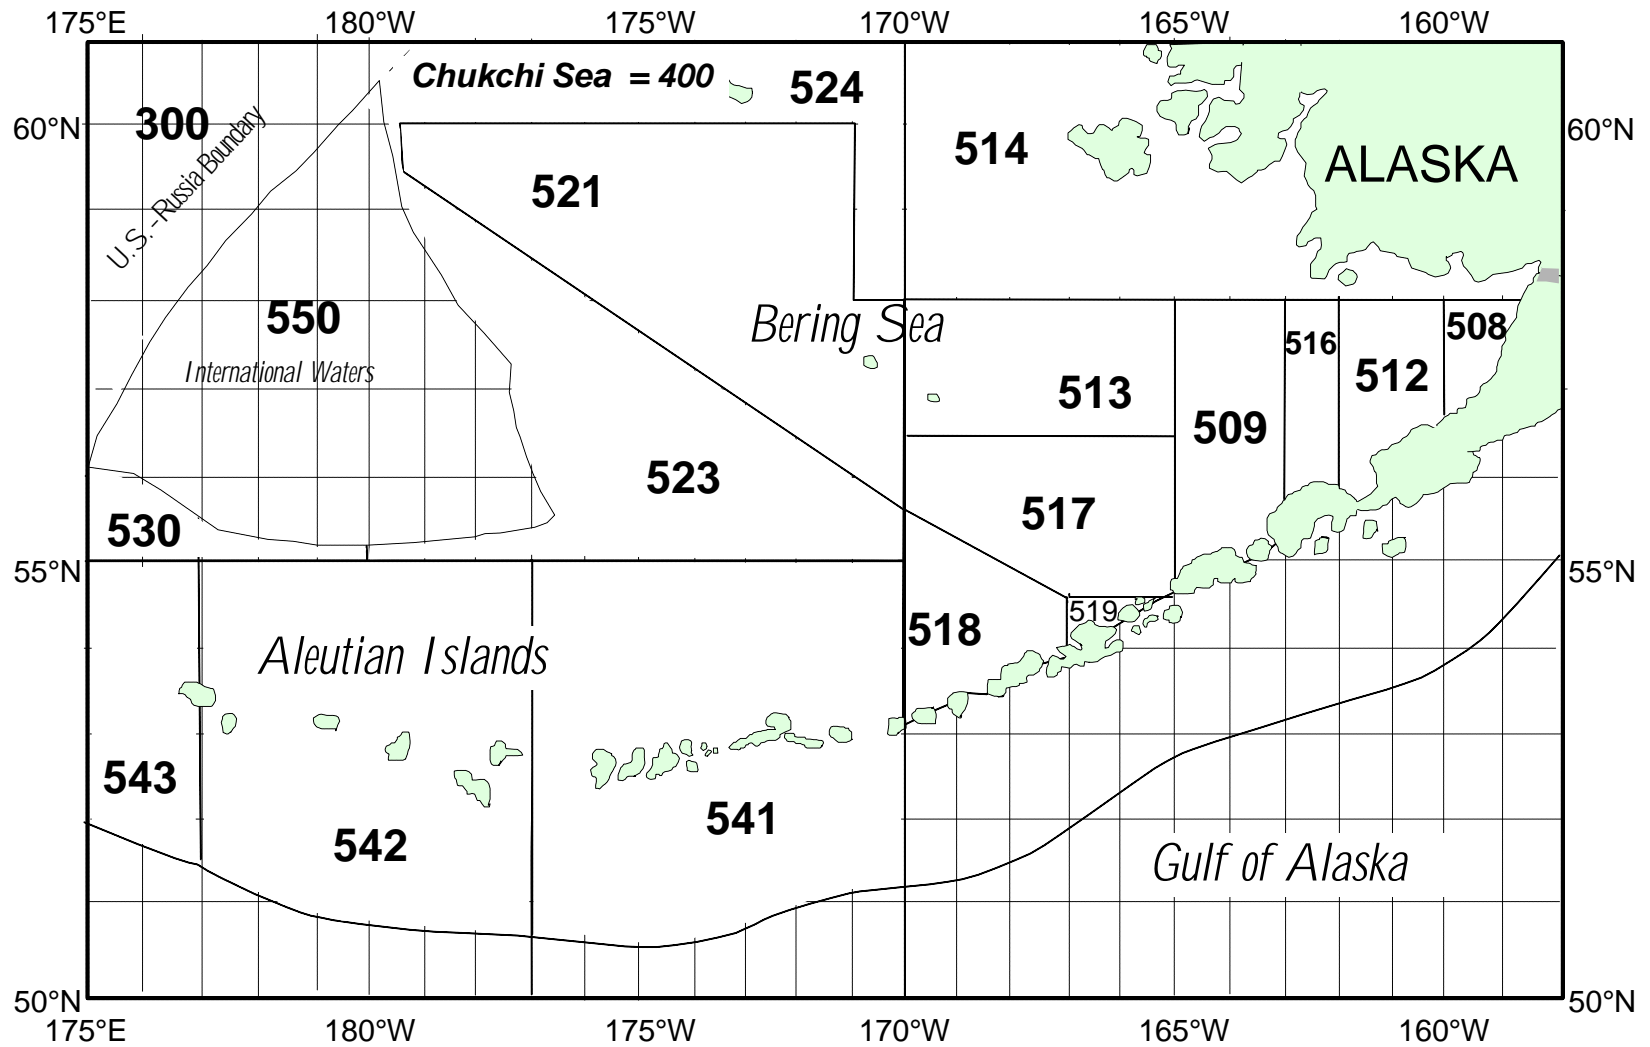 175°E 180°W 175°W 170°W 165°W 160°W
Chukchi Sea = 400
524
300
60°N
60°N
514
ALASKA
U.S. - Russia Boundary
521
550
Bering Sea
508
516
International Waters
512
513
509
523
517
530
55°N
55°N
519
518
Aleutian Islands
543
541
542
Gulf of Alaska
50°N
50°N
175°E 180°W 175°W 170°W 165°W 160°W